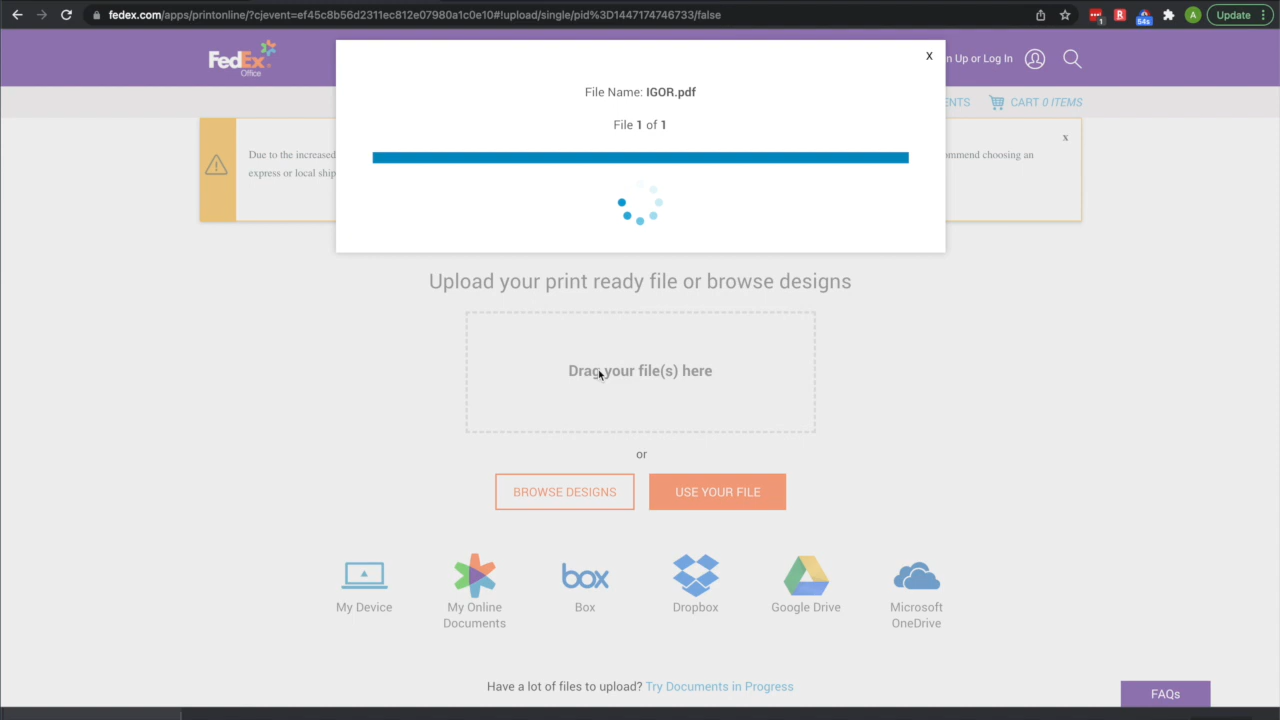 fedex.com/apps/printonline/?cjevent=ef45c8b56d2311ec812e07980a1c0e10#!upload/single/pid%3D1447174746733/false
1
54s
A
Update
FedEx
Office
n Up or Log In
ENTS
CART 0 ITEMS
X
File Name: IGOR.pdf
File 1 of 1
Due to the increased
mmend choosing an
x
express or local ship
Upload your print ready file or browse designs
Drag your file(s) here
or
BROWSE DESIGNS
USE YOUR FILE
box
My Device
My Online
Documents
Box
Dropbox
Google Drive
Microsoft
OneDrive
Have a lot of files to upload? Try Documents in Progress
FAQs